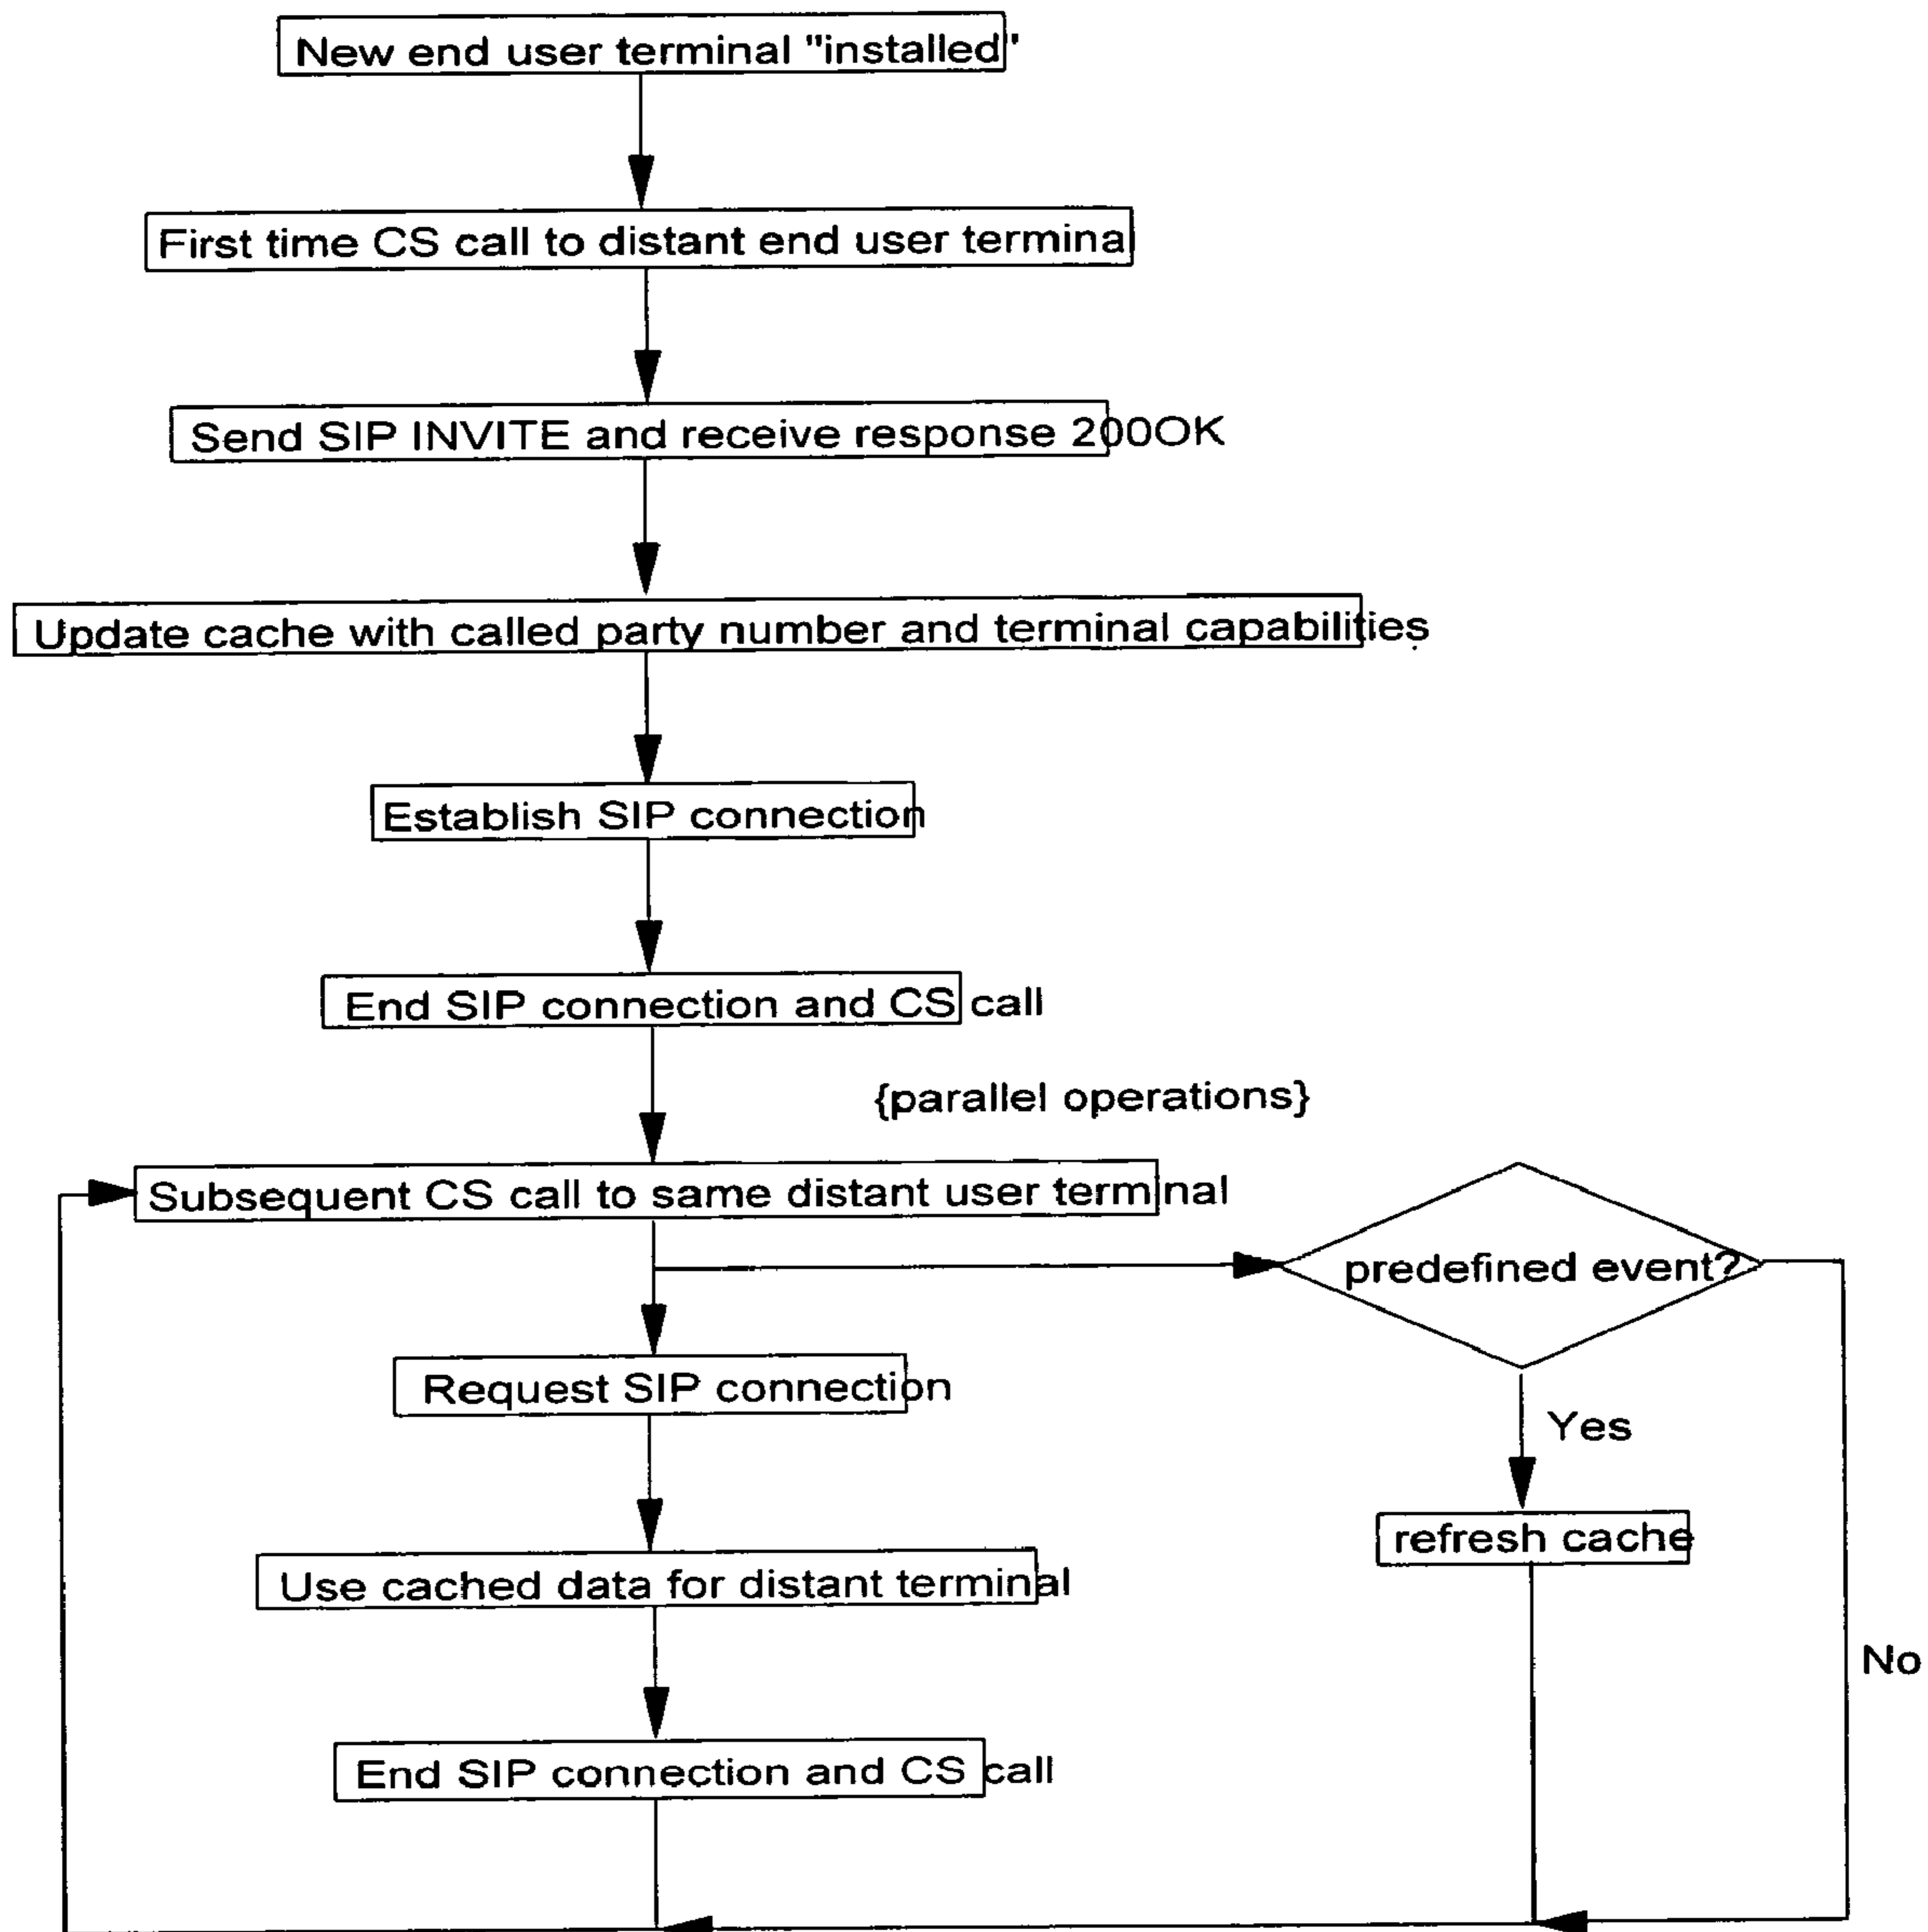 New end user terminal "installed"
First time CS call to distant end user termina
Send SIP INVITE and receive response 200OK
Update cache with called party number and terminal capabilities
Establish SIP connection
End SIP connection and CS call
{parallel operations}
Subsequent CS call to same distant user terminal
predefined event?
Request SIP connection
Yes
refresh cache
Use cached data for distant terminal
No
End SIP connection and CS call